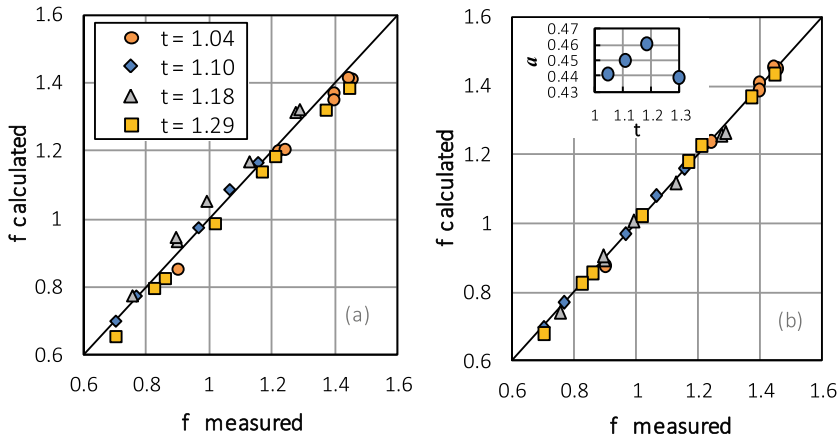 1.6
1.4
1.2
1
0.8
0.6
f calculated
t = 1.04
t = 1.10
t = 1.18
t = 1.29
(a)
0.6 0.8 1 1.2 1.4 1.6
f measured
1.6
1.4
1.2
1
0.8
0.6
f calculated
0.47
0.46
0.45
0.44
0.43
a
1 1.1 1.2 1.3
t
(b)
0.6 0.8 1 1.2 1.4 1.6
f measured